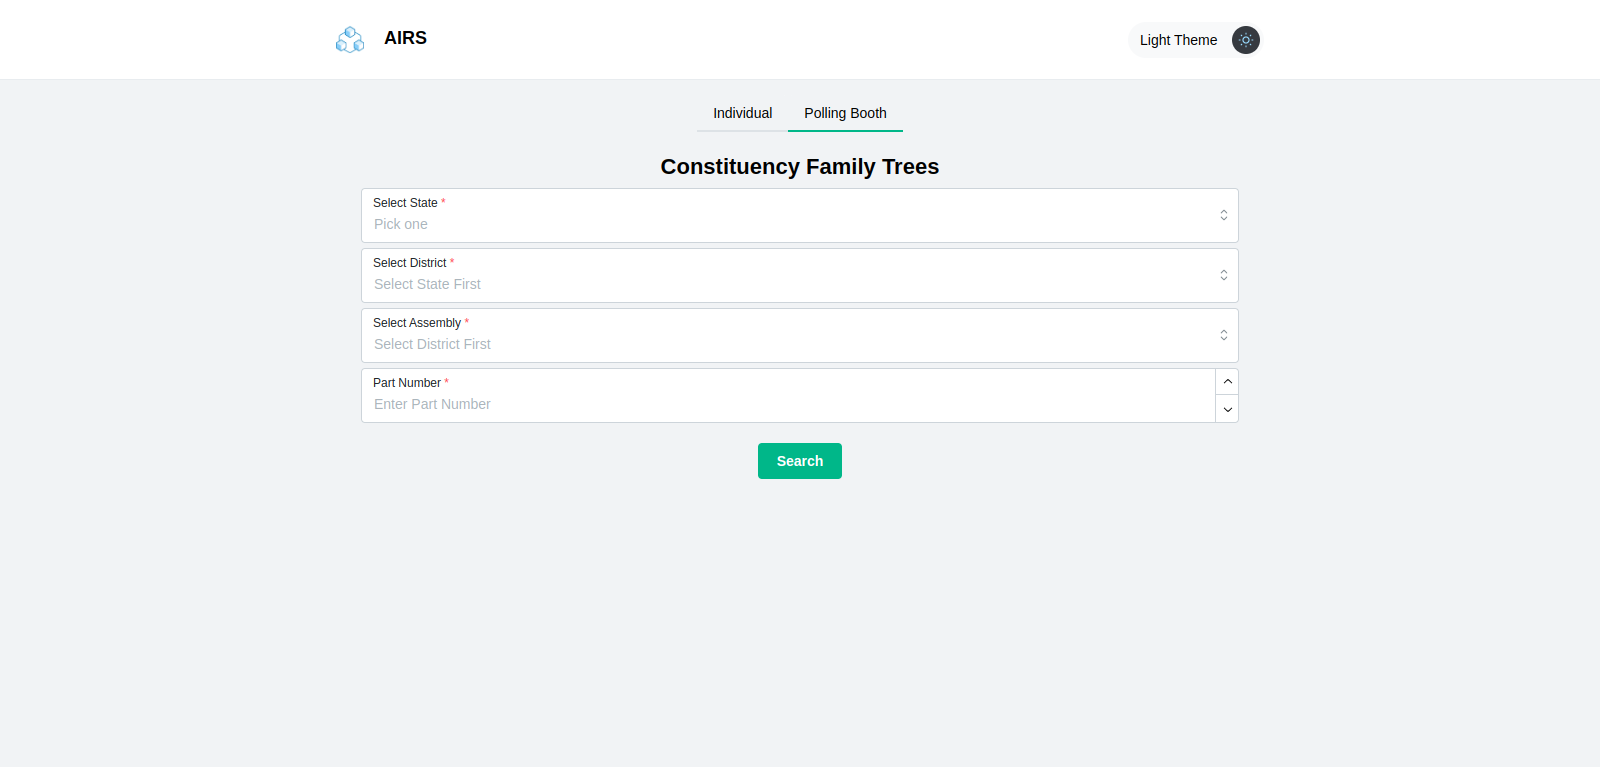 AIRS
Light Theme
Individual
Polling Booth
Constituency Family Trees
Select State *
Pick one
Select District *
Select State First
Select Assembly *
Select District First
Part Number *
Enter Part Number
Search